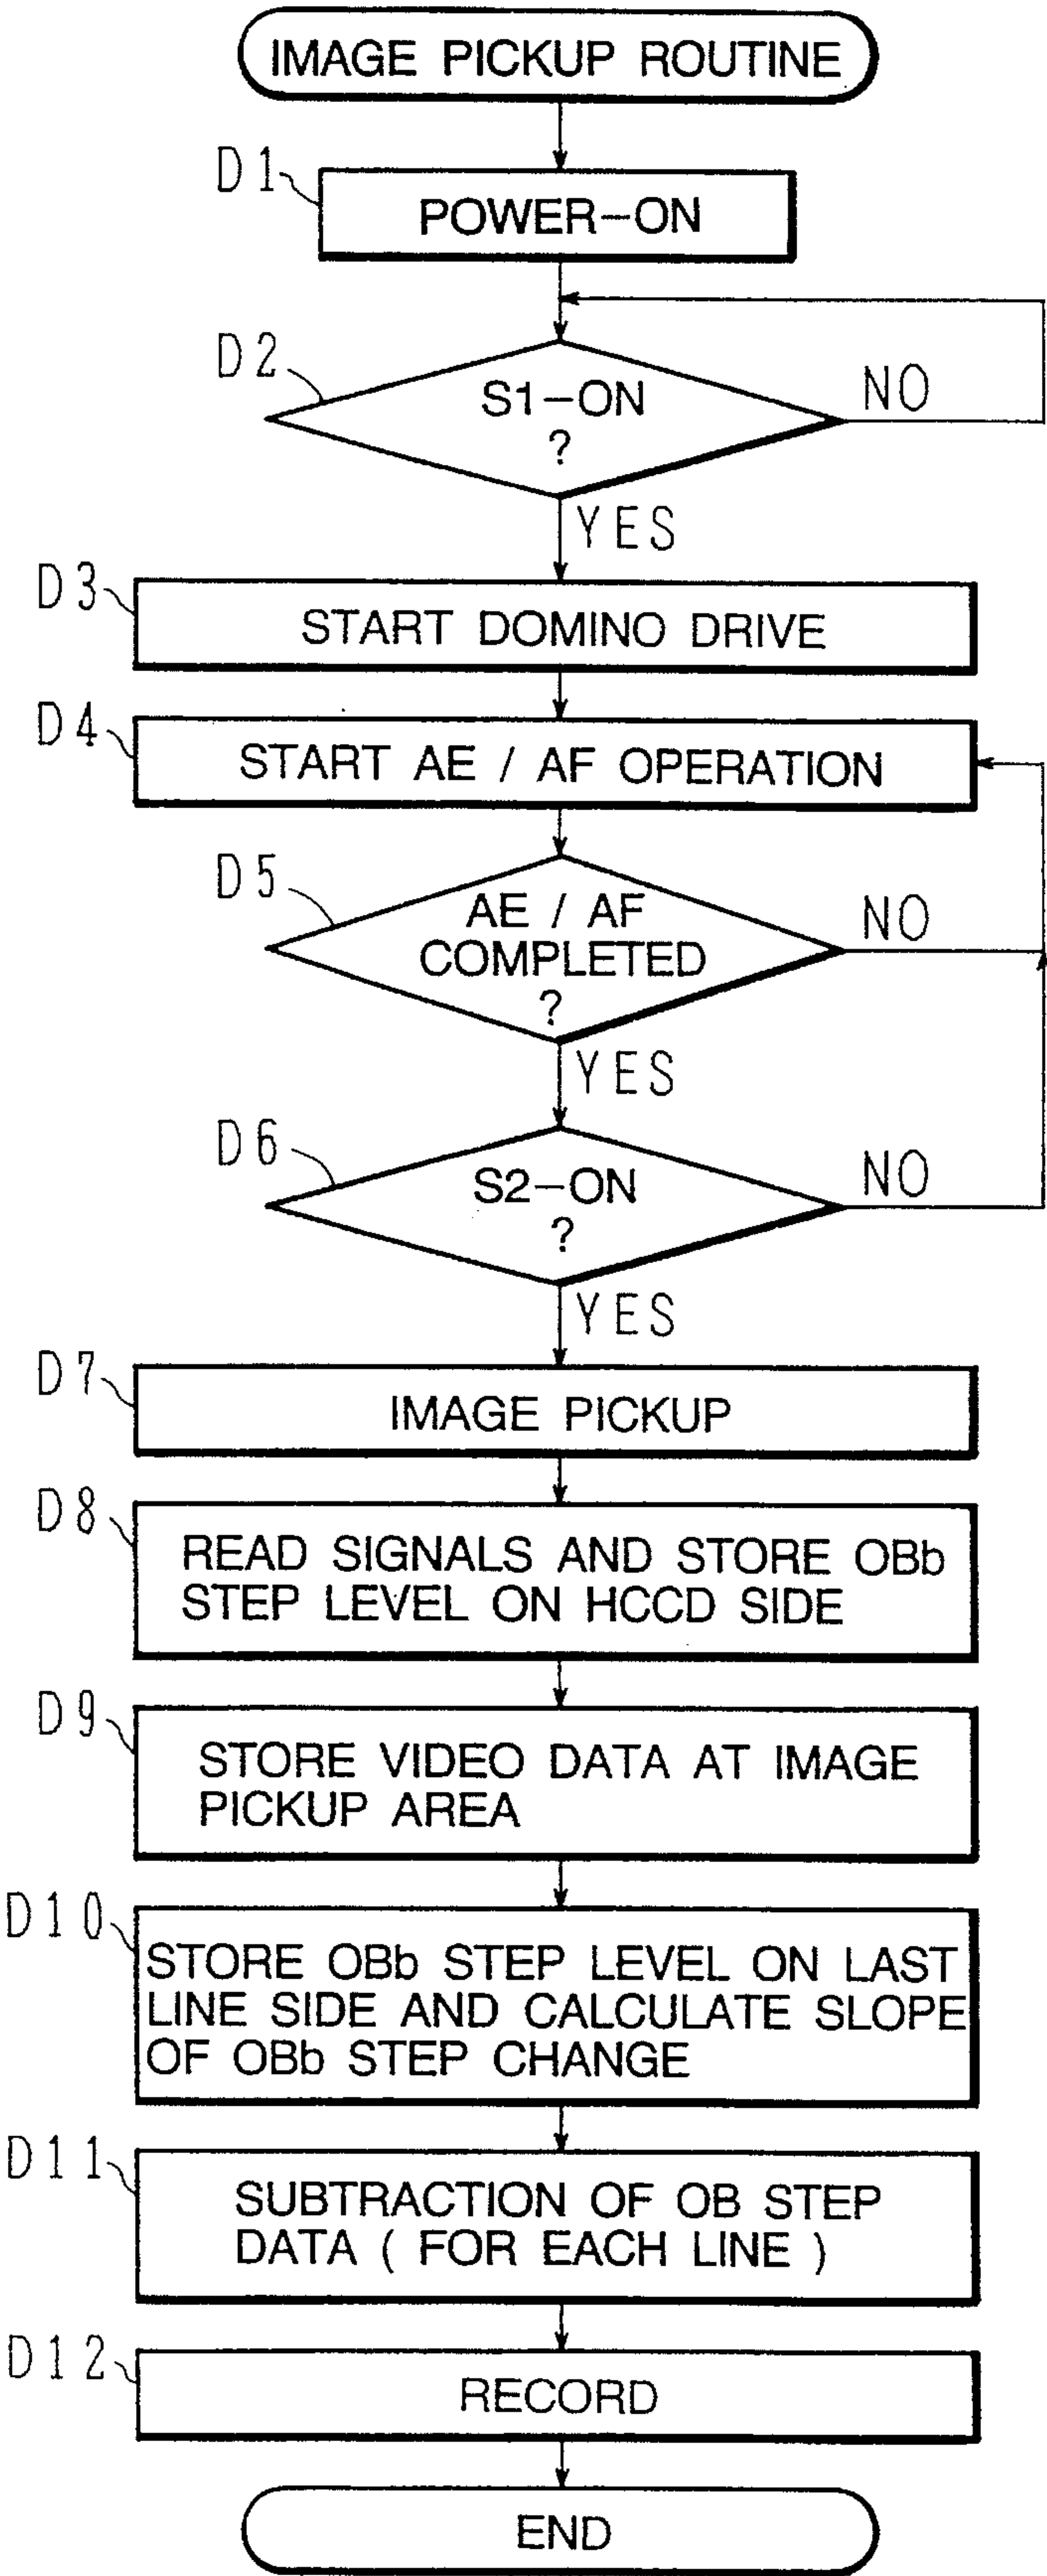 IMAGE PICKUP ROUTINE
D1
POWER-ON
D2
S1-ON
?
NO
YES
D3
START DOMINO DRIVE
D4
START AE / AF OPERATION
D5
AE / AF
COMPLETED
?
NO
YES
D6
S2-ON
?
NO
YES
D7
IMAGE PICKUP
D8
READ SIGNALS AND STORE OBb
STEP LEVEL ON HCCD SIDE
D9
STORE VIDEO DATA AT IMAGE
PICKUP AREA
D10
STORE OBb STEP LEVEL ON LAST
LINE SIDE AND CALCULATE SLOPE
OF OBb STEP CHANGE
D11
SUBTRACTION OF OB STEP
DATA ( FOR EACH LINE )
D12
RECORD
END